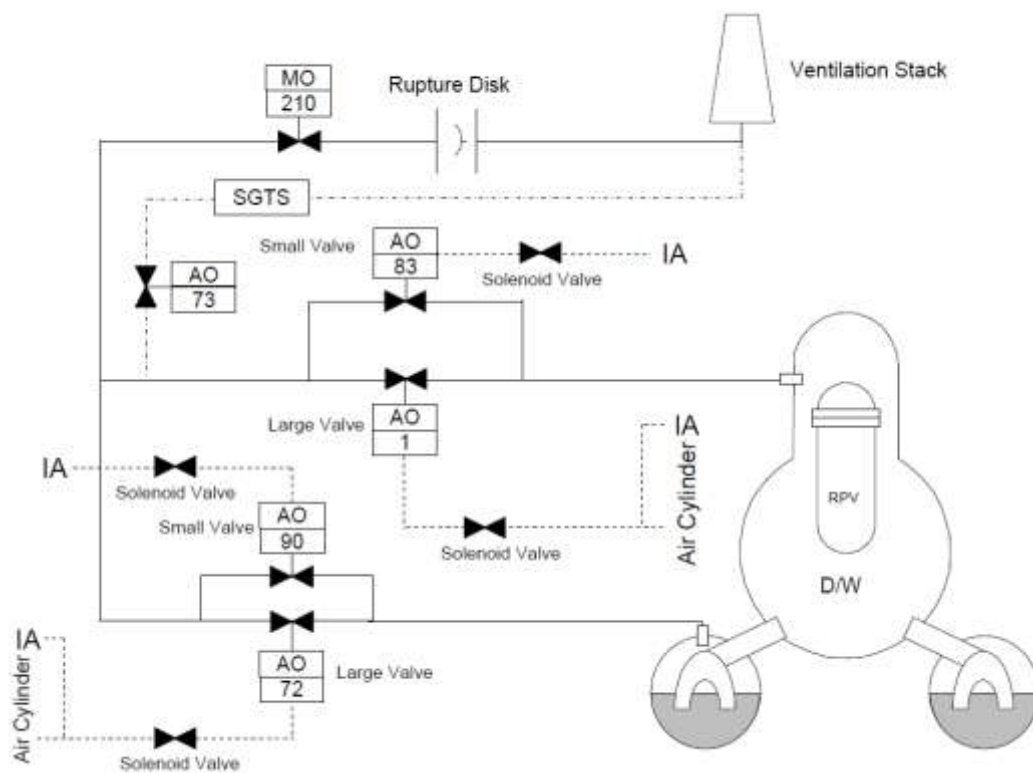 MO
210
Rupture Disk
Ventilation Stack
SGTS
Small Valve
AO
83
IA
Solenoid Valve
AO
73
Large Valve
AO
1
IA
Air Cylinder
Solenoid Valve
IA
Solenoid Valve
Small Valve
AO
90
RPV
D/W
IA
Air Cylinder
AO
72
Large Valve
Solenoid Valve